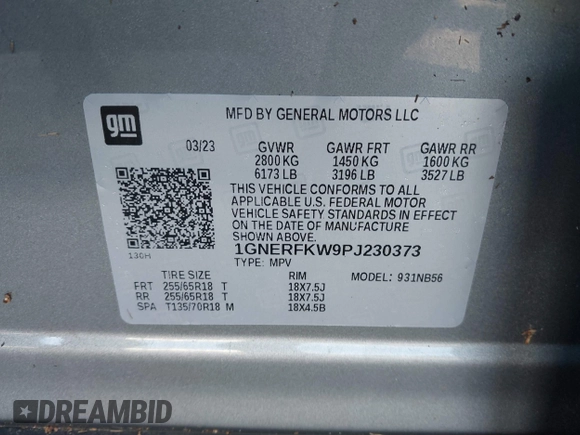 gm
MFD BY GENERAL MOTORS LLC
03/23 GVWR GAWR FRT GAWR RR
2800 KG 1450 KG 1600 KG
6173 LB 3196 LB 3527 LB
THIS VEHICLE CONFORMS TO ALL
APPLICABLE U.S. FEDERAL MOTOR
VEHICLE SAFETY STANDARDS IN EFFECT
ON THE DATE OF MANUFACTURE
SHOWN ABOVE.
1GNERFKW9PJ230373
130H TYPE: MPV
TIRE SIZE RIM MODEL: 931NB56
FRT 255/65R18 T 18X7.5J
RR 255/65R18 T 18X7.5J
SPA T135/70R18 M 18X4.5B
DREAMBID